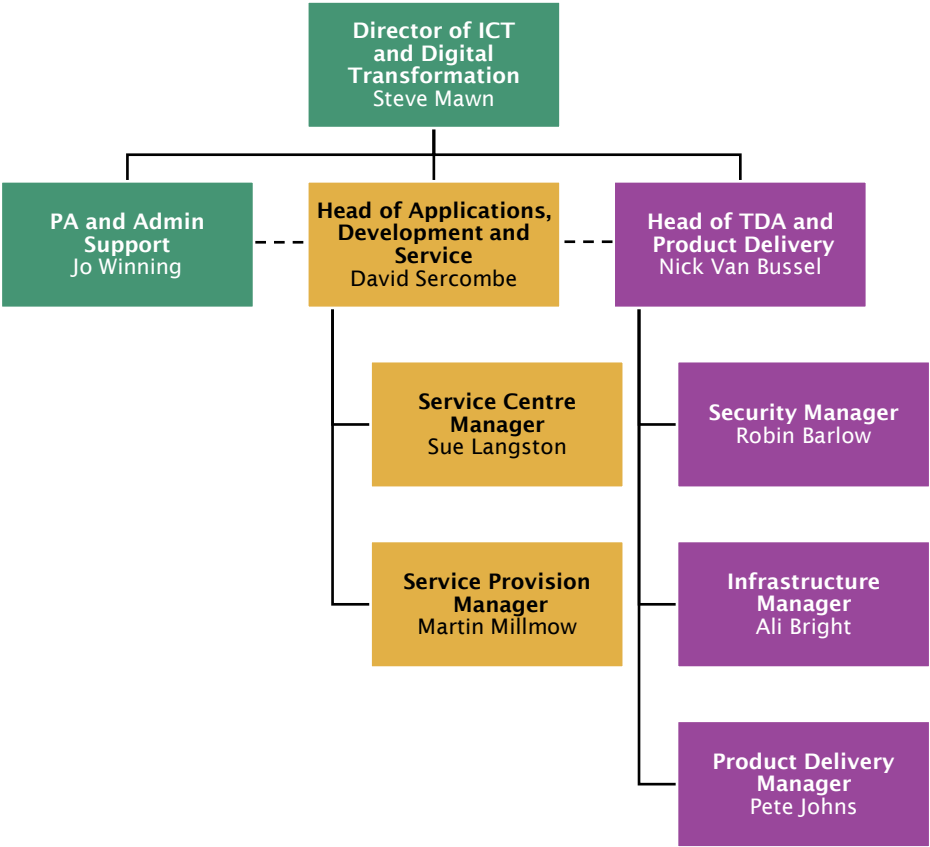 Director of ICT
and Digital
Transformation
Steve Mawn
PA and Admin
Support
Jo Winning
Head of Applications,
Development and
Service
David Sercombe
Head of TDA and
Product Delivery
Nick Van Bussel
Service Centre
Manager
Sue Langston
Security Manager
Robin Barlow
Service Provision
Manager
Martin Millmow
Infrastructure
Manager
Ali Bright
Product Delivery
Manager
Pete Johns